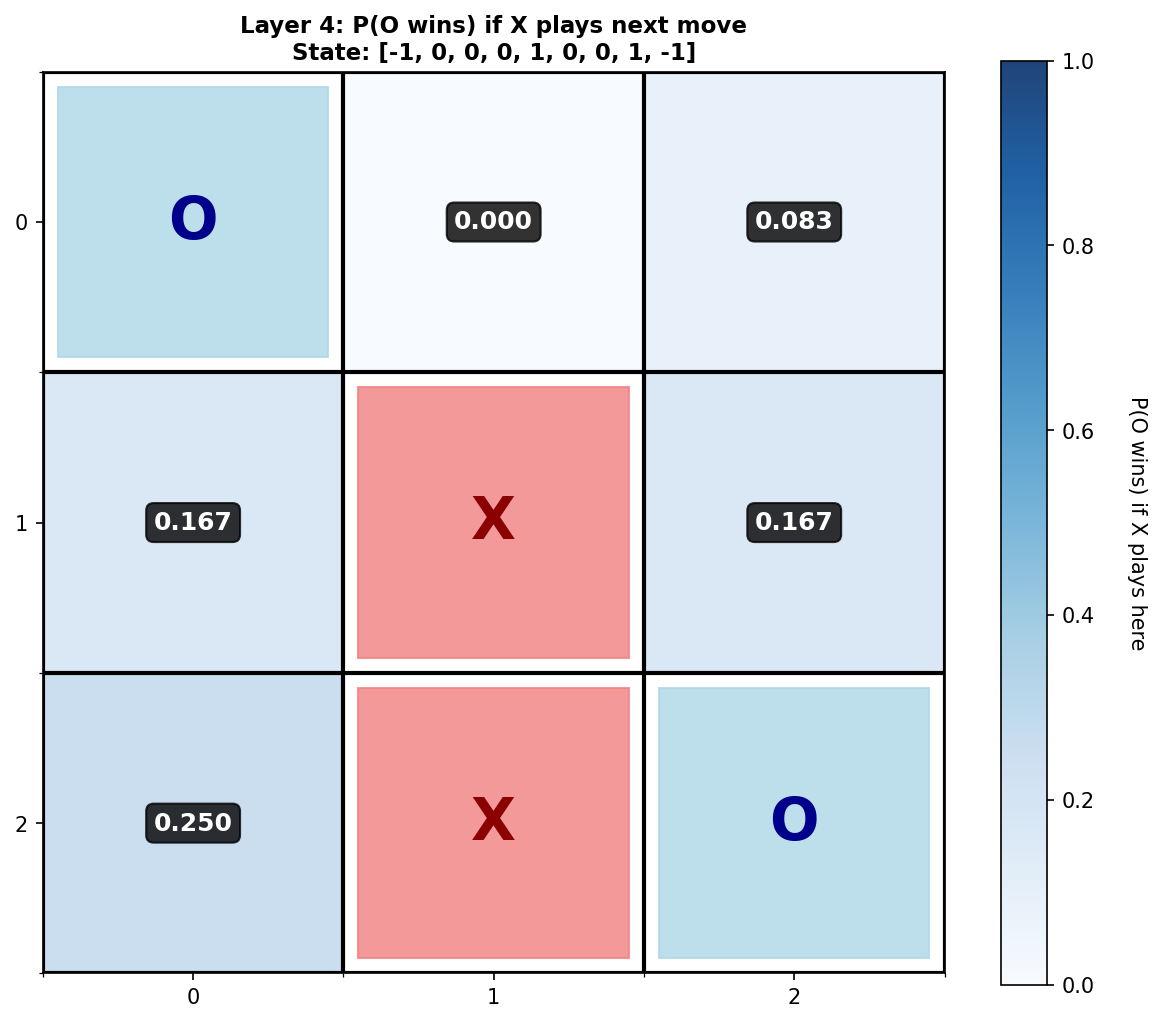 Layer 4: P(O wins) if X plays next move
State: [-1, 0, 0, 0, 1, 0, 0, 1, -1]
O
0.000
0.083
0.167
X
0.167
0.250
X
O
0
1
2
0
1
2
1.0
0.8
0.6
0.4
0.2
0.0
P(O wins) if X plays here